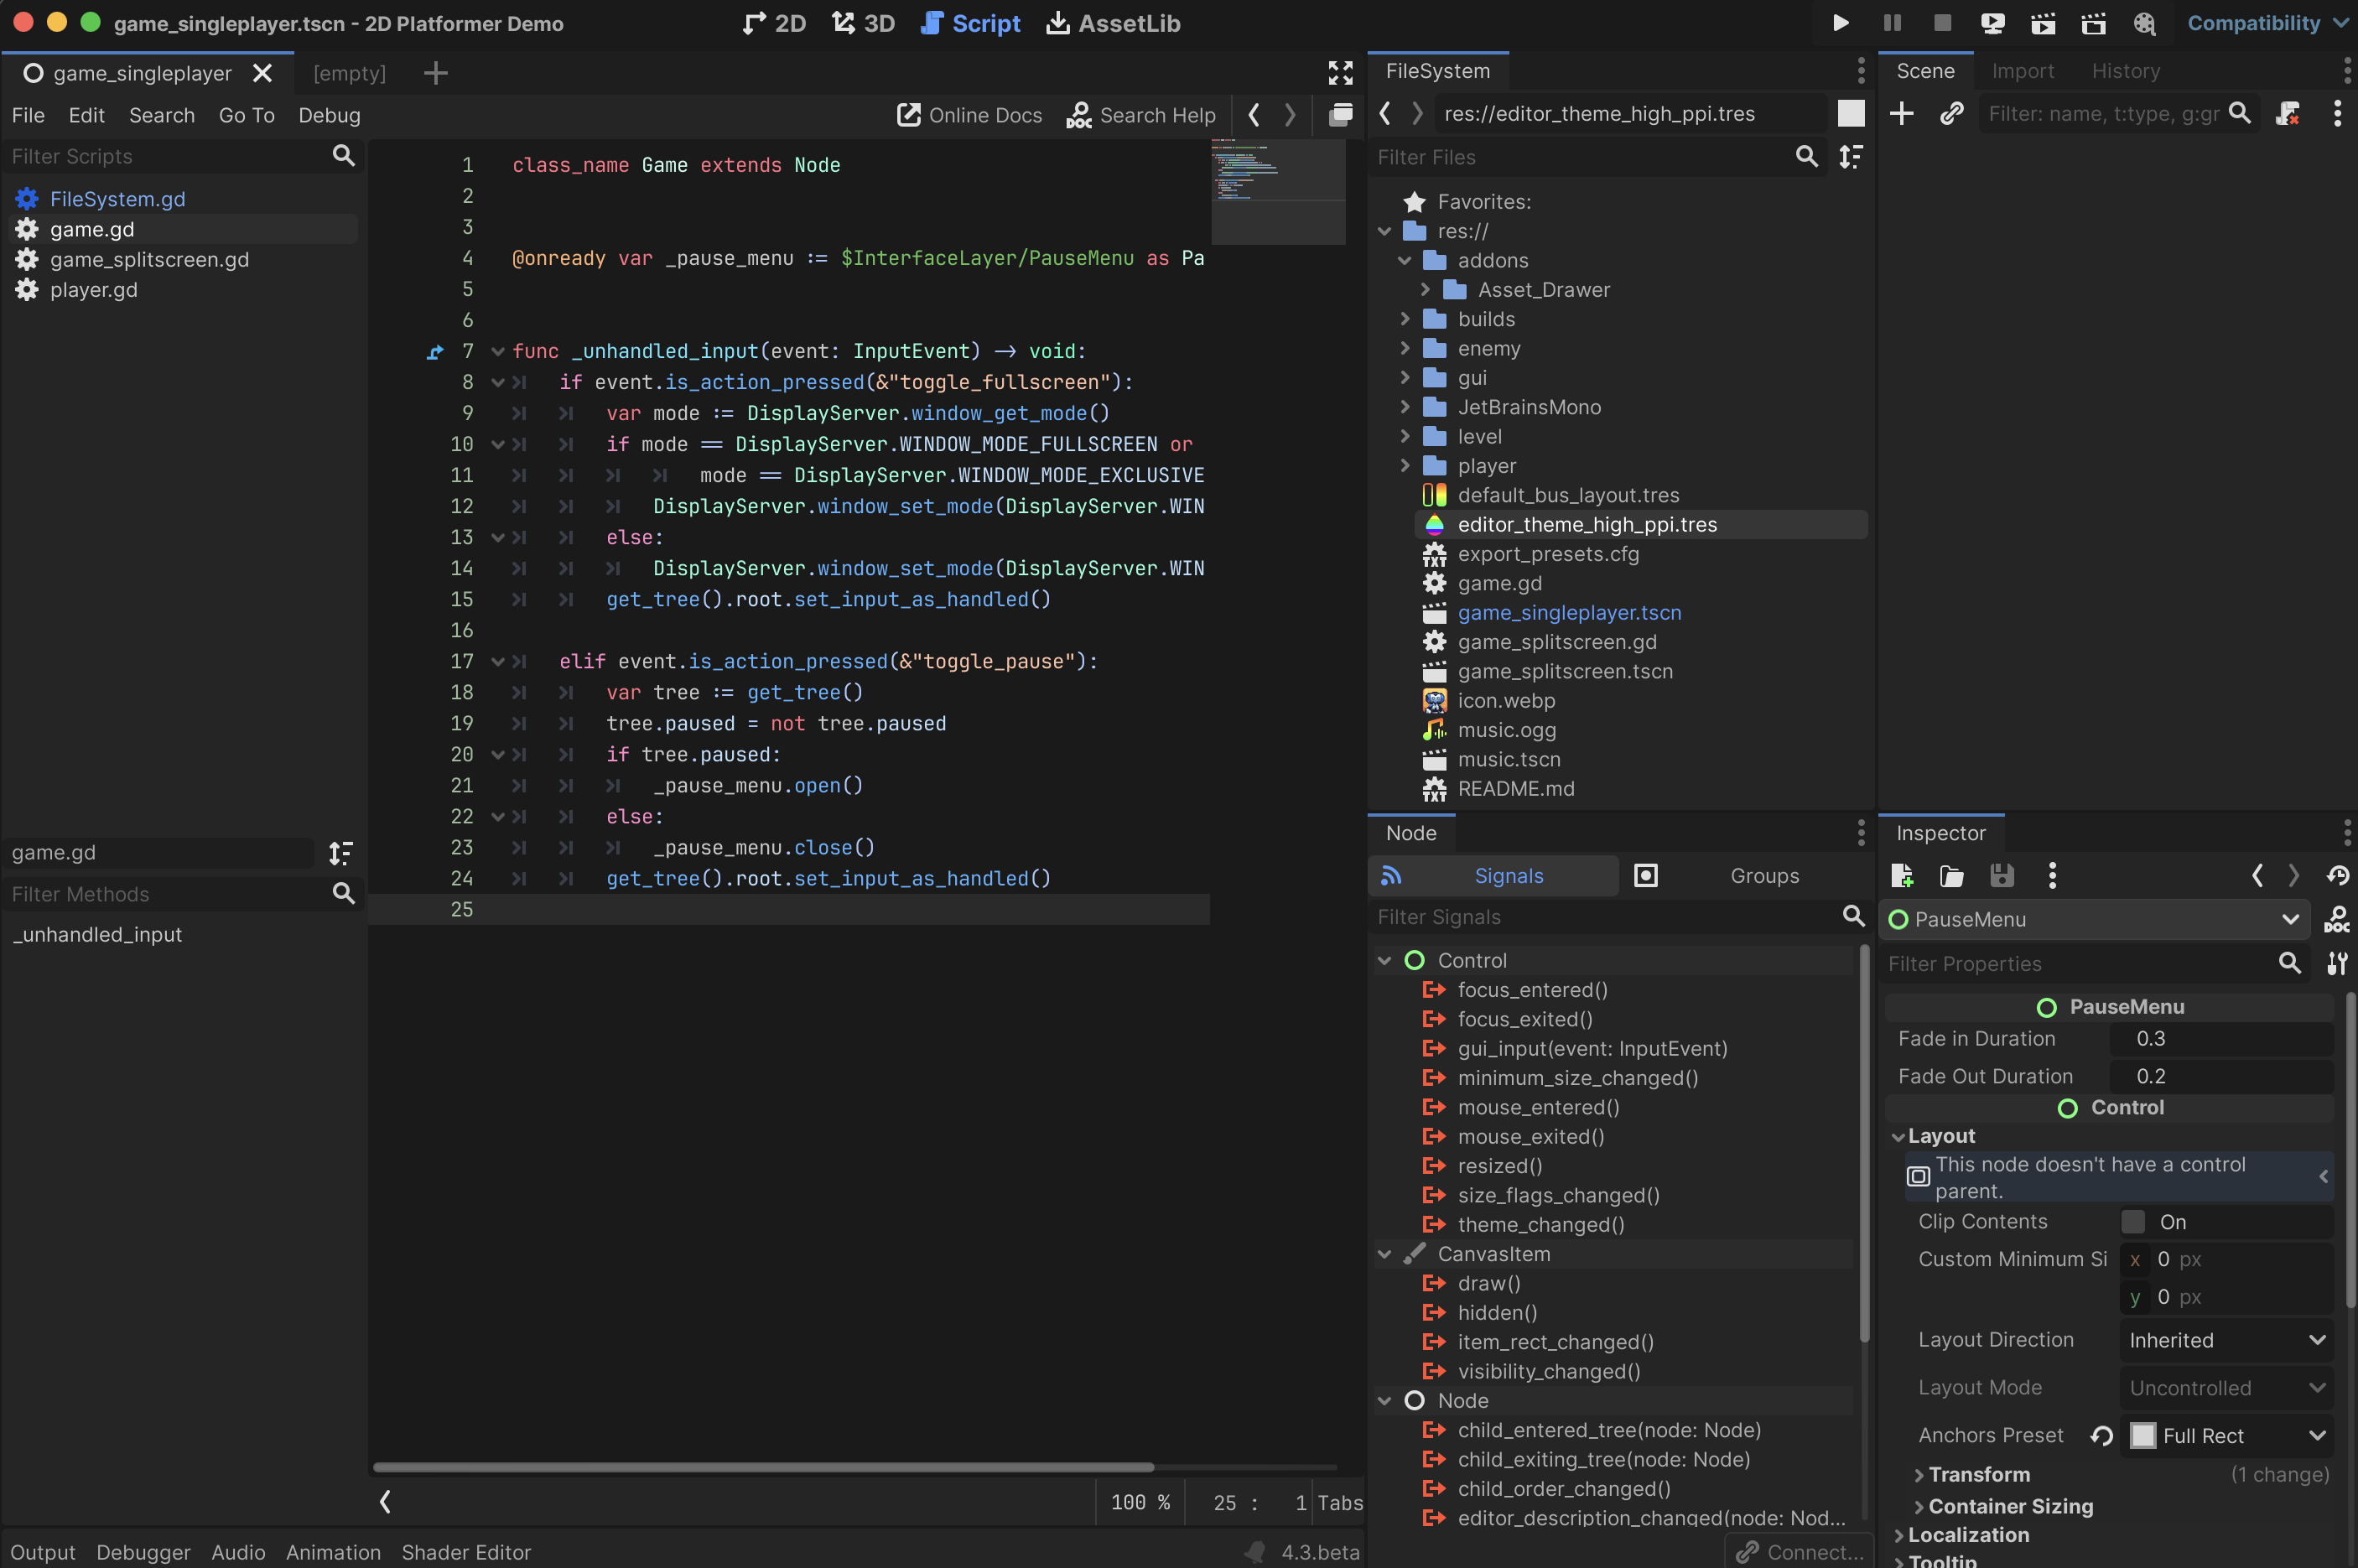 game_singleplayer.tscn - 2D Platformer Demo
2D
3D
Script
AssetLib
Compatibility
game_singleplayer
[empty]
File Edit Search Go To Debug
Online Docs
Search Help
Filter Scripts
FileSystem.gd
game.gd
game_splitscreen.gd
player.gd
game.gd
Filter Methods
_unhandled_input
1 class_name Game extends Node
2
3
4 @onready var _pause_menu := $InterfaceLayer/PauseMenu as Pa
5
6
7 func _unhandled_input(event: InputEvent) -> void:
8 if event.is_action_pressed(&"toggle_fullscreen"):
9 var mode := DisplayServer.window_get_mode()
10 if mode == DisplayServer.WINDOW_MODE_FULLSCREEN or
11 mode == DisplayServer.WINDOW_MODE_EXCLUSIVE
12 DisplayServer.window_set_mode(DisplayServer.WIN
13 else:
14 DisplayServer.window_set_mode(DisplayServer.WIN
15 get_tree().root.set_input_as_handled()
16
17 elif event.is_action_pressed(&"toggle_pause"):
18 var tree := get_tree()
19 tree.paused = not tree.paused
20 if tree.paused:
21 _pause_menu.open()
22 else:
23 _pause_menu.close()
24 get_tree().root.set_input_as_handled()
25
100 %
25 : 1
Tabs
Output Debugger Audio Animation Shader Editor
4.3.beta
FileSystem
res://editor_theme_high_ppi.tres
Filter Files
Favorites:
res://
addons
Asset_Drawer
builds
enemy
gui
JetBrainsMono
level
player
default_bus_layout.tres
editor_theme_high_ppi.tres
TXT export_presets.cfg
game.gd
game_singleplayer.tscn
game_splitscreen.gd
game_splitscreen.tscn
icon.webp
music.ogg
music.tscn
TXT README.md
Node
Signals
Groups
Filter Signals
Control
focus_entered()
focus_exited()
gui_input(event: InputEvent)
minimum_size_changed()
mouse_entered()
mouse_exited()
resized()
size_flags_changed()
theme_changed()
CanvasItem
draw()
hidden()
item_rect_changed()
visibility_changed()
Node
child_entered_tree(node: Node)
child_exiting_tree(node: Node)
child_order_changed()
editor_description_changed(node: Nod...
Connect...
Scene Import History
Filter: name, t:type, g:gr
Inspector
PauseMenu
DOC
Filter Properties
PauseMenu
Fade in Duration 0.3
Fade Out Duration 0.2
Control
Layout
This node doesn't have a control
parent.
Clip Contents On
Custom Minimum Si x 0 px
y 0 px
Layout Direction Inherited
Layout Mode Uncontrolled
Anchors Preset Full Rect
Transform (1 change)
Container Sizing
Localization
Tooltip